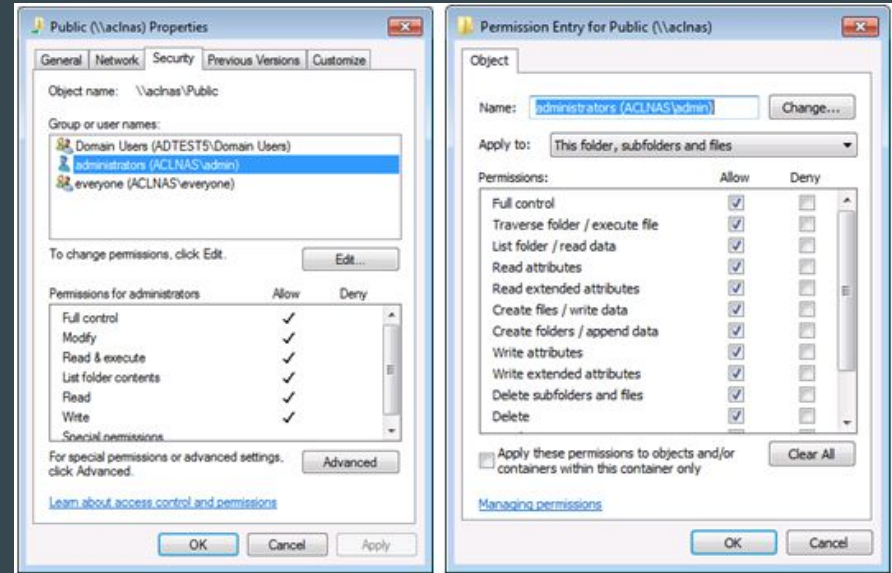 Public (\\aclnas) Properties
General Network Security Previous Versions Customize
Object name: \\aclnas\Public
Group or user names:
Domain Users (ADTEST5\Domain Users)
administrators (ACLNAS\admin)
everyone (ACLNAS\everyone)
To change permissions, click Edit.
Edit...
Permissions for administrators Allow Deny
Full control
Modify
Read & execute
List folder contents
Read
Write
Special permissions
For special permissions or advanced settings,
click Advanced.
Advanced
Learn about access control and permissions
OK Cancel Apply
Permission Entry for Public (\\aclnas)
Object
Name: administrators (ACLNAS\admin) Change...
Apply to: This folder, subfolders and files
Permissions: Allow Deny
Full control
Traverse folder / execute file
List folder / read data
Read attributes
Read extended attributes
Create files / write data
Create folders / append data
Write attributes
Write extended attributes
Delete subfolders and files
Delete
Apply these permissions to objects and/or
containers within this container only
Clear All
Managing permissions
OK Cancel